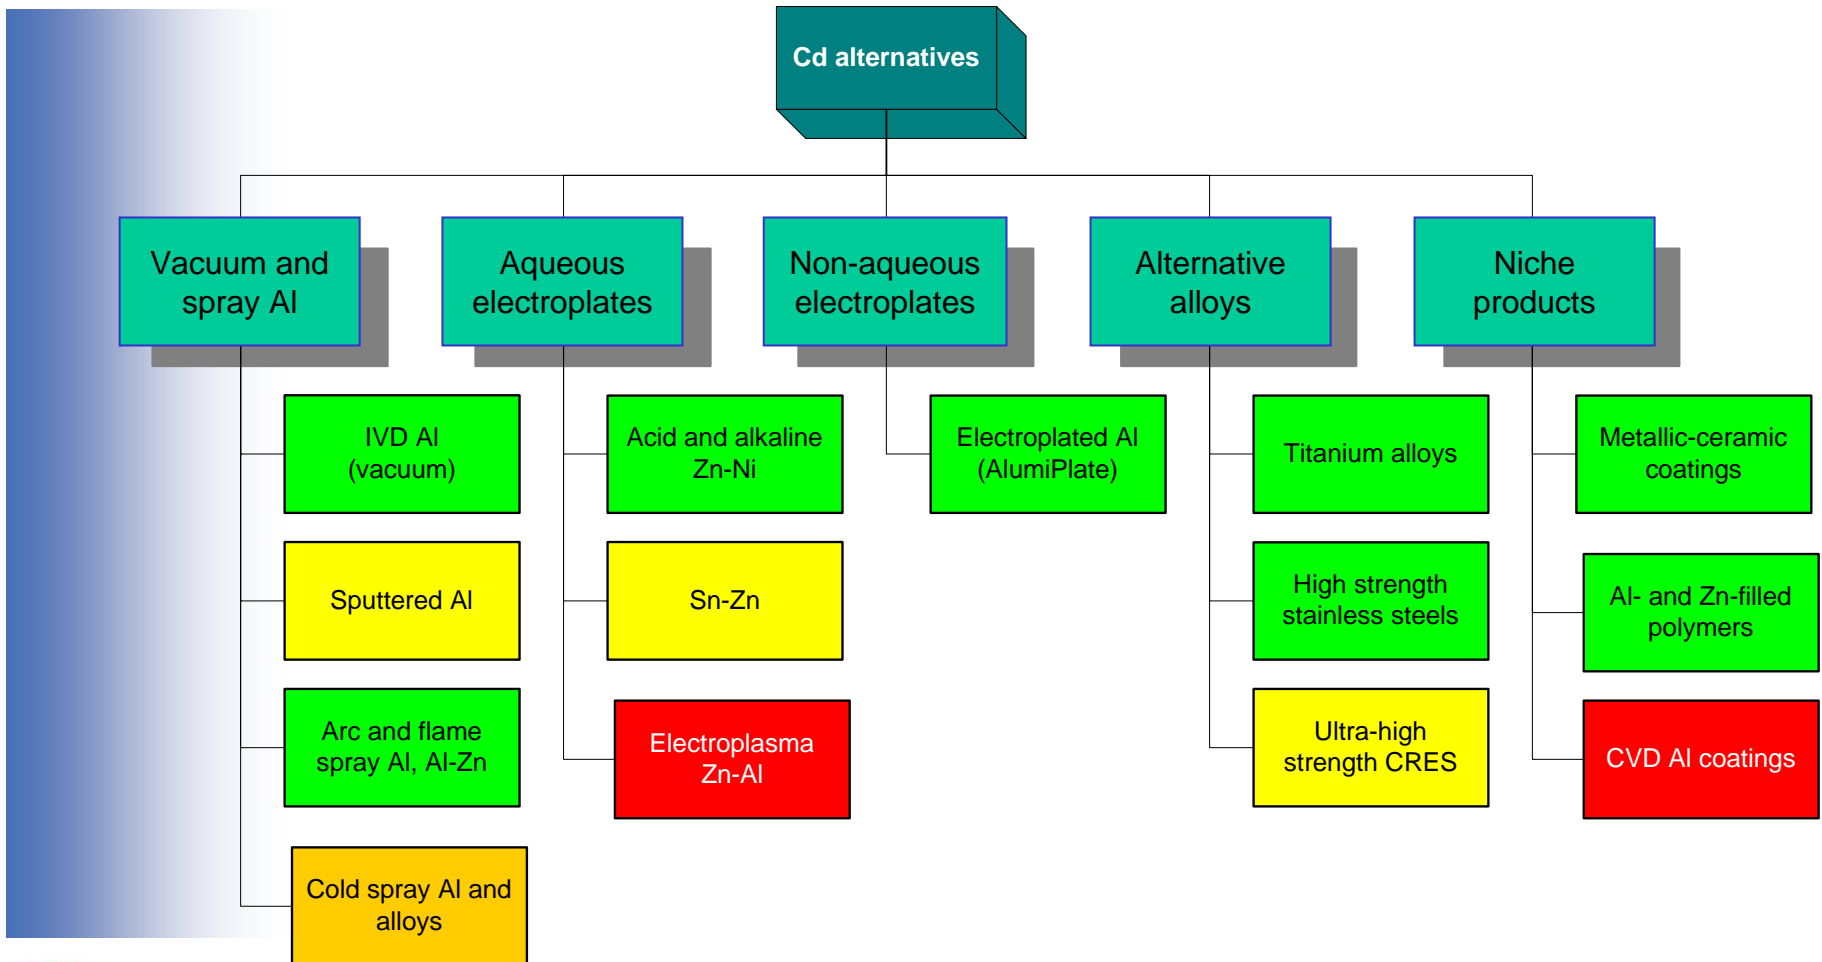 Cd alternatives
Vacuum and
spray Al
Aqueous
electroplates
Non-aqueous
electroplates
Alternative
alloys
Niche
products
IVD Al
(vacuum)
Sputtered Al
Arc and flame
spray Al, Al-Zn
Cold spray Al and
alloys
Acid and alkaline
Zn-Ni
Sn-Zn
Electroplasma
Zn-Al
Electroplated Al
(AlumiPlate)
Titanium alloys
High strength
stainless steels
Ultra-high
strength CRES
Metallic-ceramic
coatings
Al- and Zn-filled
polymers
CVD Al coatings